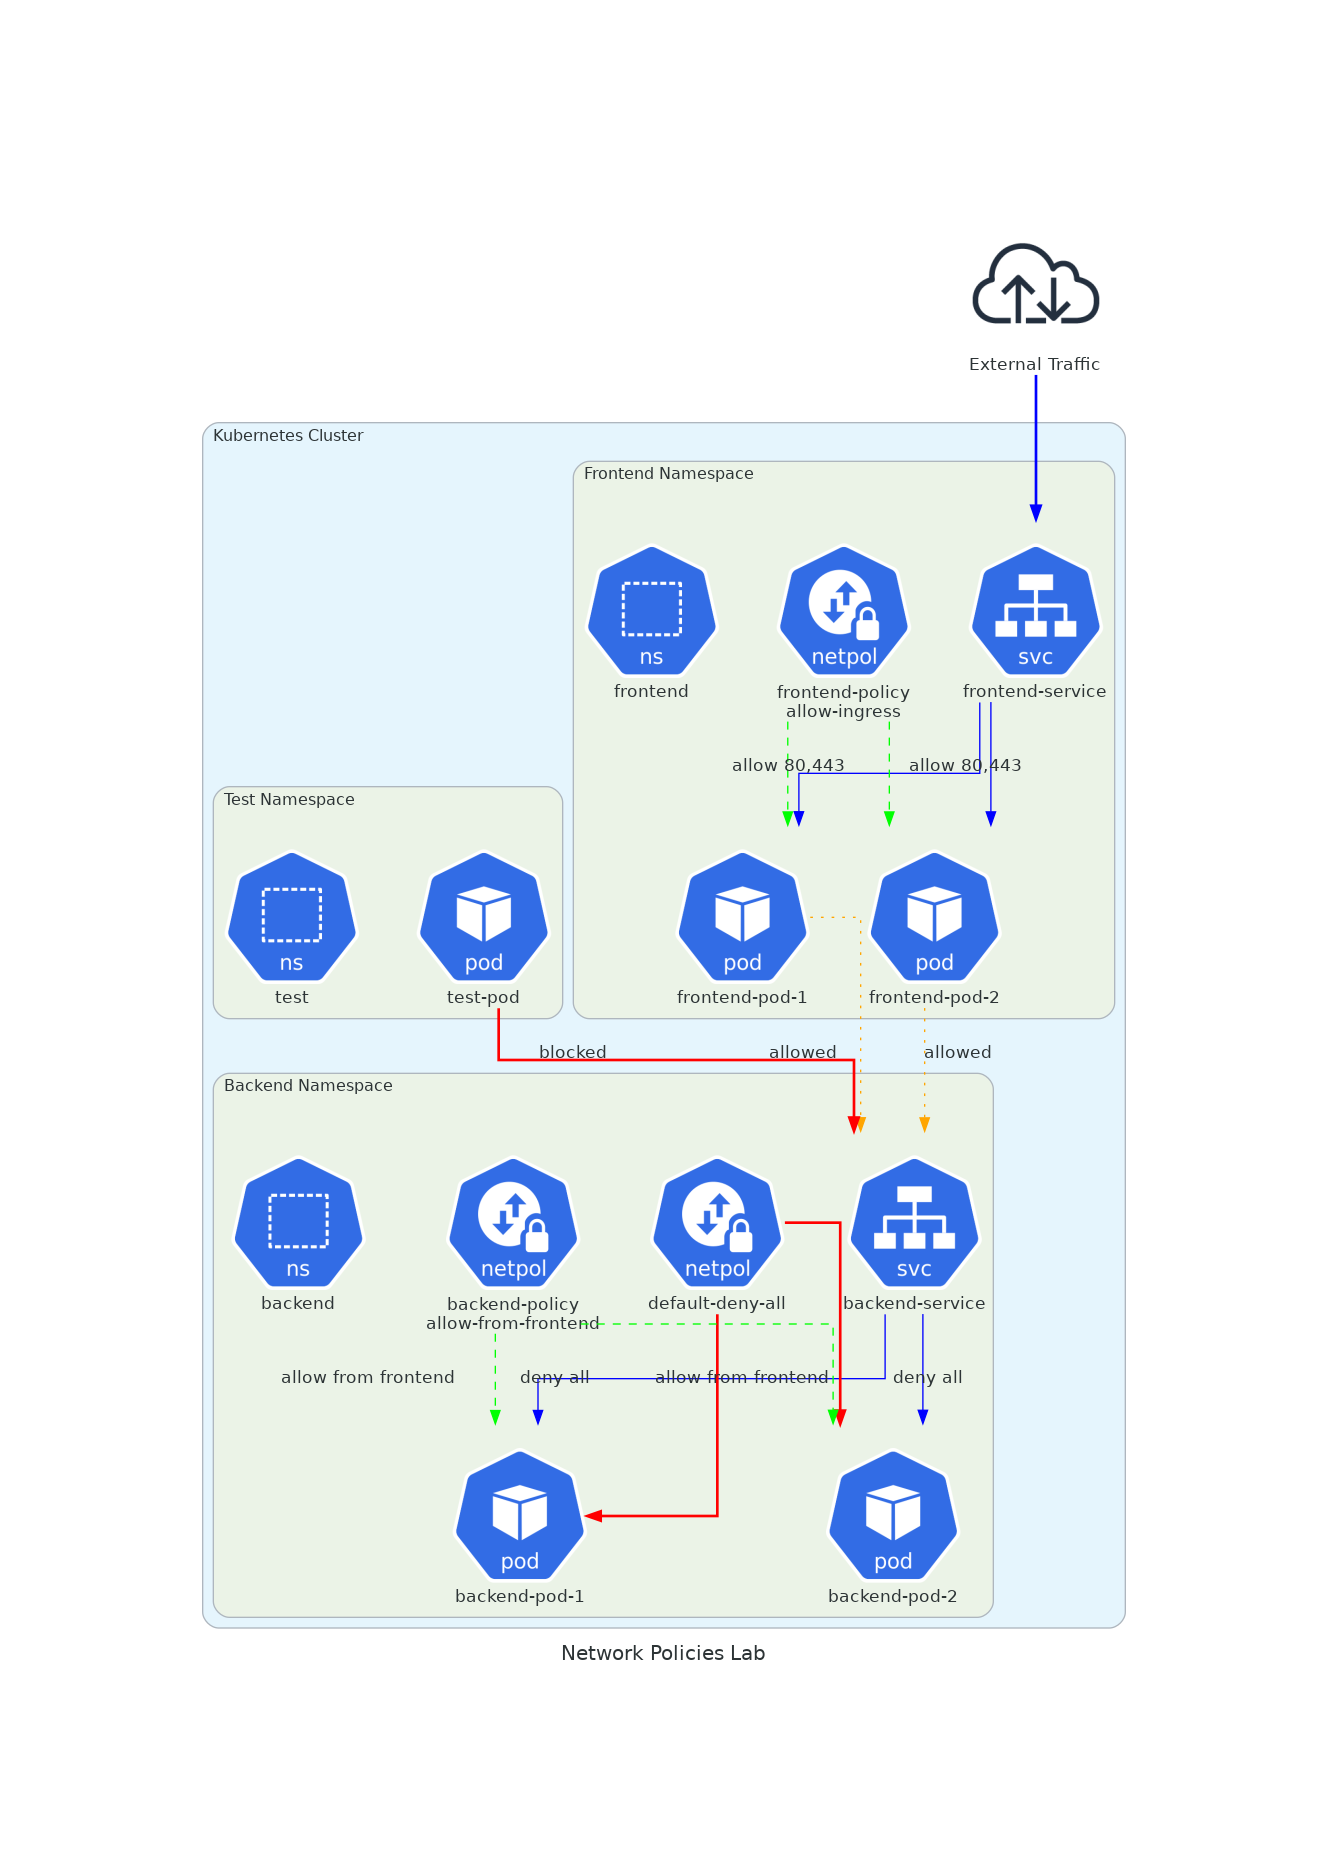 External Traffic
Kubernetes Cluster
Frontend Namespace
ns
netpol
svc
frontend
frontend-policy
allow-ingress
frontend-service
allow 80,443
allow 80,443
Test Namespace
ns
pod
test
test-pod
pod
pod
frontend-pod-1
frontend-pod-2
blocked
allowed
allowed
Backend Namespace
ns
netpol
netpol
svc
backend
backend-policy
allow-from-frontend
default-deny-all
backend-service
allow from frontend
deny all
allow from frontend
deny all
pod
pod
backend-pod-1
backend-pod-2
Network Policies Lab